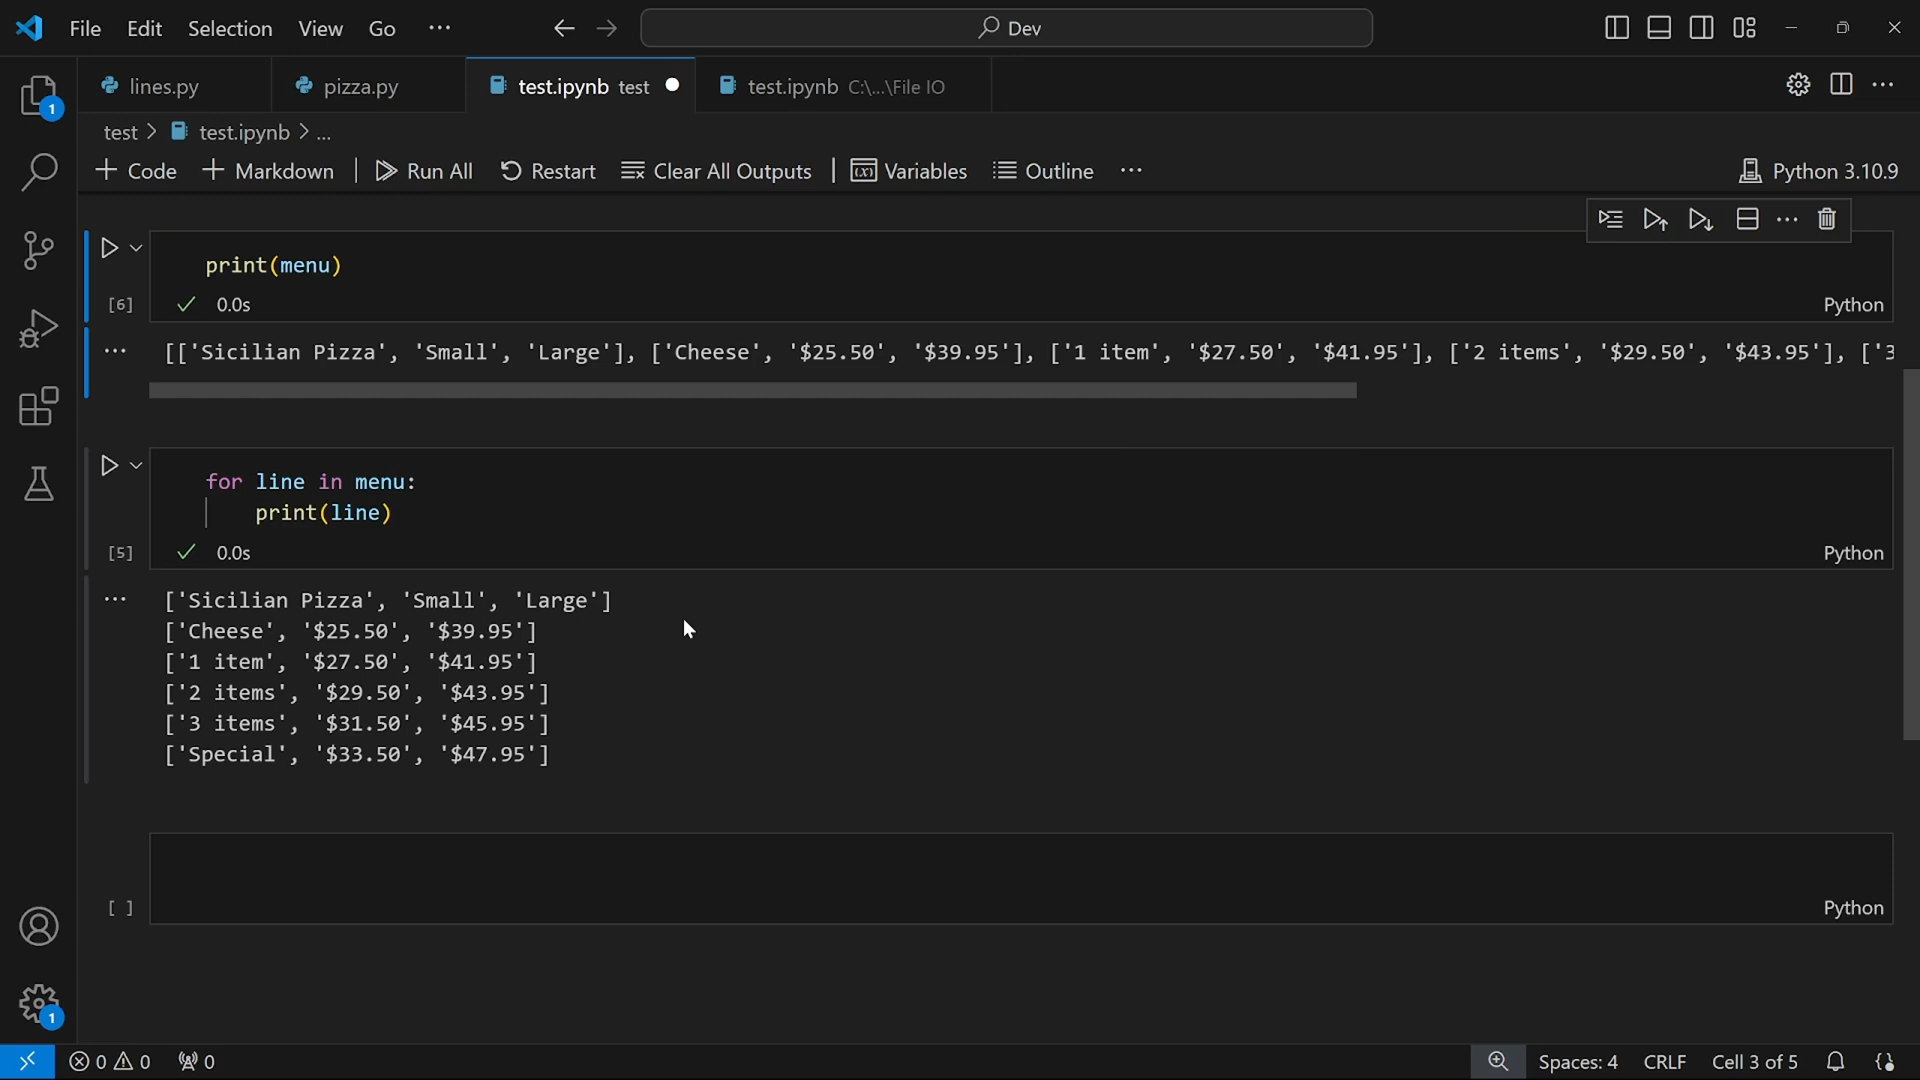 File Edit Selection View Go ··· Dev
lines.py pizza.py test.ipynb test test.ipynb C:\...\File IO
test > test.ipynb > ...
Code Markdown Run All Restart Clear All Outputs Variables Outline ··· Python 3.10.9
print(menu)
[6] 0.0s Python
[['Sicilian Pizza', 'Small', 'Large'], ['Cheese', '$25.50', '$39.95'], ['1 item', '$27.50', '$41.95'], ['2 items', '$29.50', '$43.95'], ['3
for line in menu:
print(line)
[5] 0.0s Python
['Sicilian Pizza', 'Small', 'Large']
['Cheese', '$25.50', '$39.95']
['1 item', '$27.50', '$41.95']
['2 items', '$29.50', '$43.95']
['3 items', '$31.50', '$45.95']
['Special', '$33.50', '$47.95']
[ ] Python
0 0 0 Spaces: 4 CRLF Cell 3 of 5
1
1